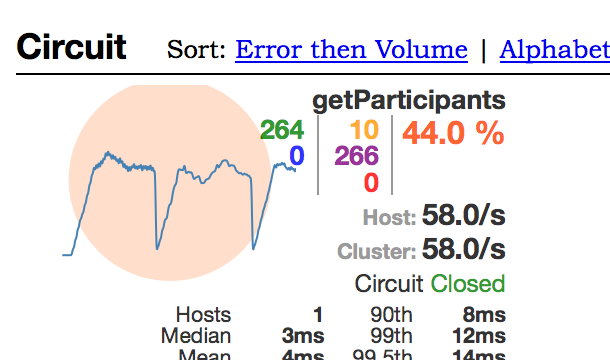 Circuit Sort: Error then Volume | Alphabet
getParticipants
264 10 44.0 %
0 266
0
Host: 58.0/s
Cluster: 58.0/s
Circuit Closed
Hosts 1 90th 8ms
Median 3ms 99th 12ms
Mean 4ms 99.5th 14ms